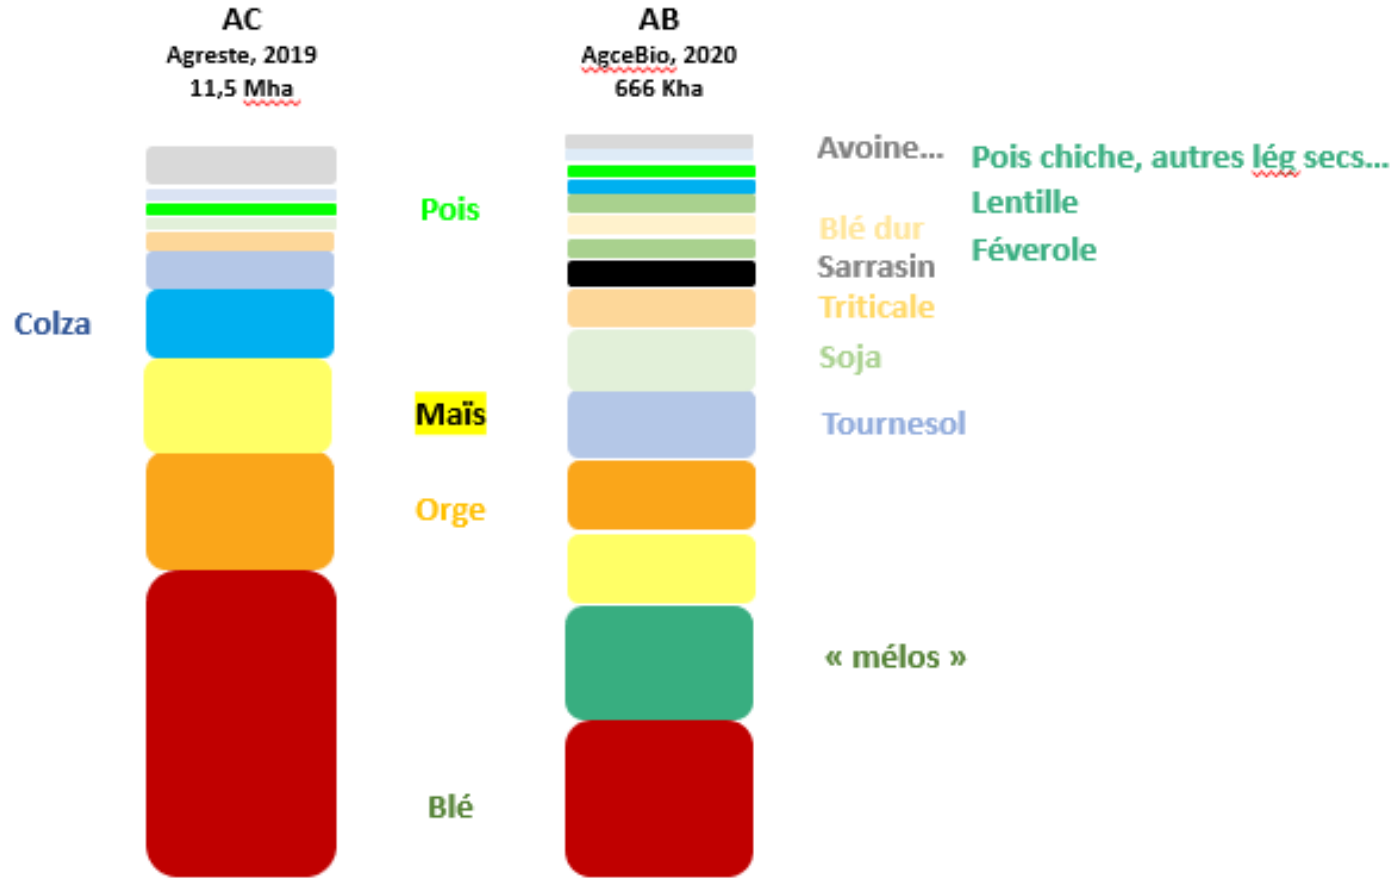 AC
Agreste, 2019
11,5 Mha
AB
AgceBio, 2020
666 Kha
Avoine...
Pois chiche, autres lég secs...
Pois
Lentille
Blé dur
Féverole
Sarrasin
Triticale
Colza
Soja
Maïs
Tournesol
Orge
« mélos »
Blé